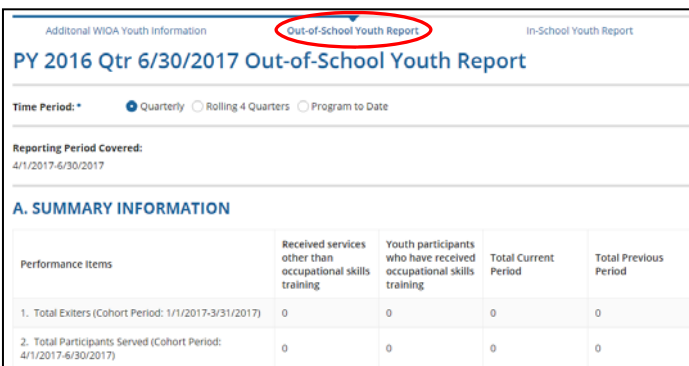 Additonal WIOA Youth Information
Out-of-School Youth Report
In-School Youth Report
PY 2016 Qtr 6/30/2017 Out-of-School Youth Report
Time Period: * Quarterly Rolling 4 Quarters Program to Date
Reporting Period Covered:
4/1/2017-6/30/2017
A. SUMMARY INFORMATION
Performance Items
Received services
other than
occupational skills
training
Youth participants
who have received
occupational skills
training
Total Current
Period
Total Previous
Period
1. Total Exiters (Cohort Period: 1/1/2017-3/31/2017) 0 0 0 0
2. Total Participants Served (Cohort Period:
4/1/2017-6/30/2017)
0 0 0 0